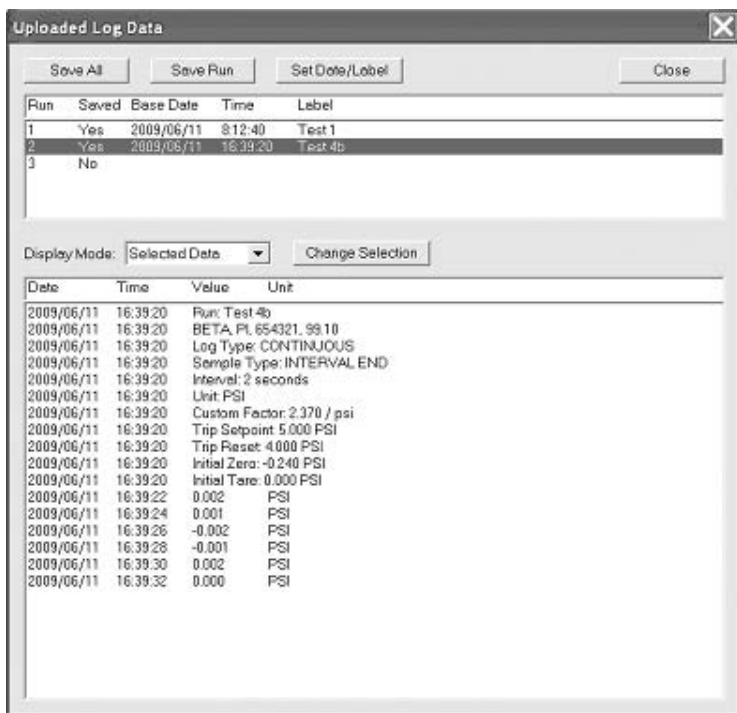 Uploaded Log Data
Save All Save Run Set Date/Label Close
Run Saved Base Date Time Label
1 Yes 2009/06/11 8:12:40 Test 1
2 Yes 2009/06/11 16:39:20 Test 4b
3 No
Display Mode: Selected Data Change Selection
Date Time Value Unit
2009/06/11 16:39:20 Run: Test 4b
2009/06/11 16:39:20 BETA, PI, 654321, 99.10
2009/06/11 16:39:20 Log Type: CONTINUOUS
2009/06/11 16:39:20 Sample Type: INTERVAL END
2009/06/11 16:39:20 Interval: 2 seconds
2009/06/11 16:39:20 Unit: PSI
2009/06/11 16:39:20 Custom Factor: 2.370 / psi
2009/06/11 16:39:20 Trip Setpoint: 5.000 PSI
2009/06/11 16:39:20 Trip Reset: 4.000 PSI
2009/06/11 16:39:20 Initial Zero: -0.240 PSI
2009/06/11 16:39:20 Initial Tare: 0.000 PSI
2009/06/11 16:39:22 0.002 PSI
2009/06/11 16:39:24 0.001 PSI
2009/06/11 16:39:26 -0.002 PSI
2009/06/11 16:39:28 -0.001 PSI
2009/06/11 16:39:30 0.002 PSI
2009/06/11 16:39:32 0.000 PSI